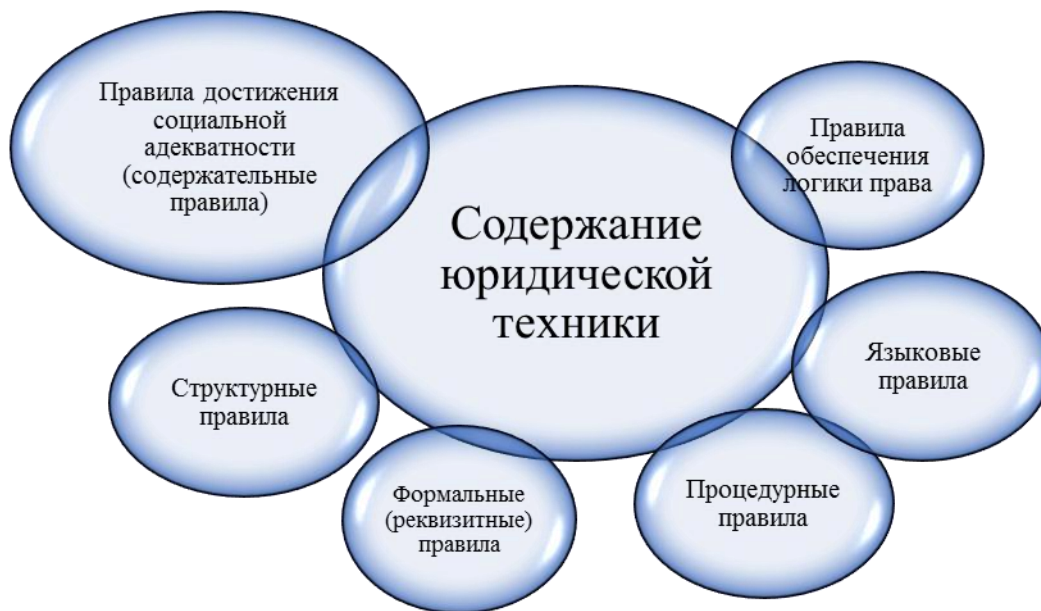 Правила достижения
социальной
адекватности
(содержательные
правила)
Правила
обеспечения
логики права
Содержание
юридической
техники
Языковые
правила
Структурные
правила
Процедурные
правила
Формальные
(реквизитные)
правила